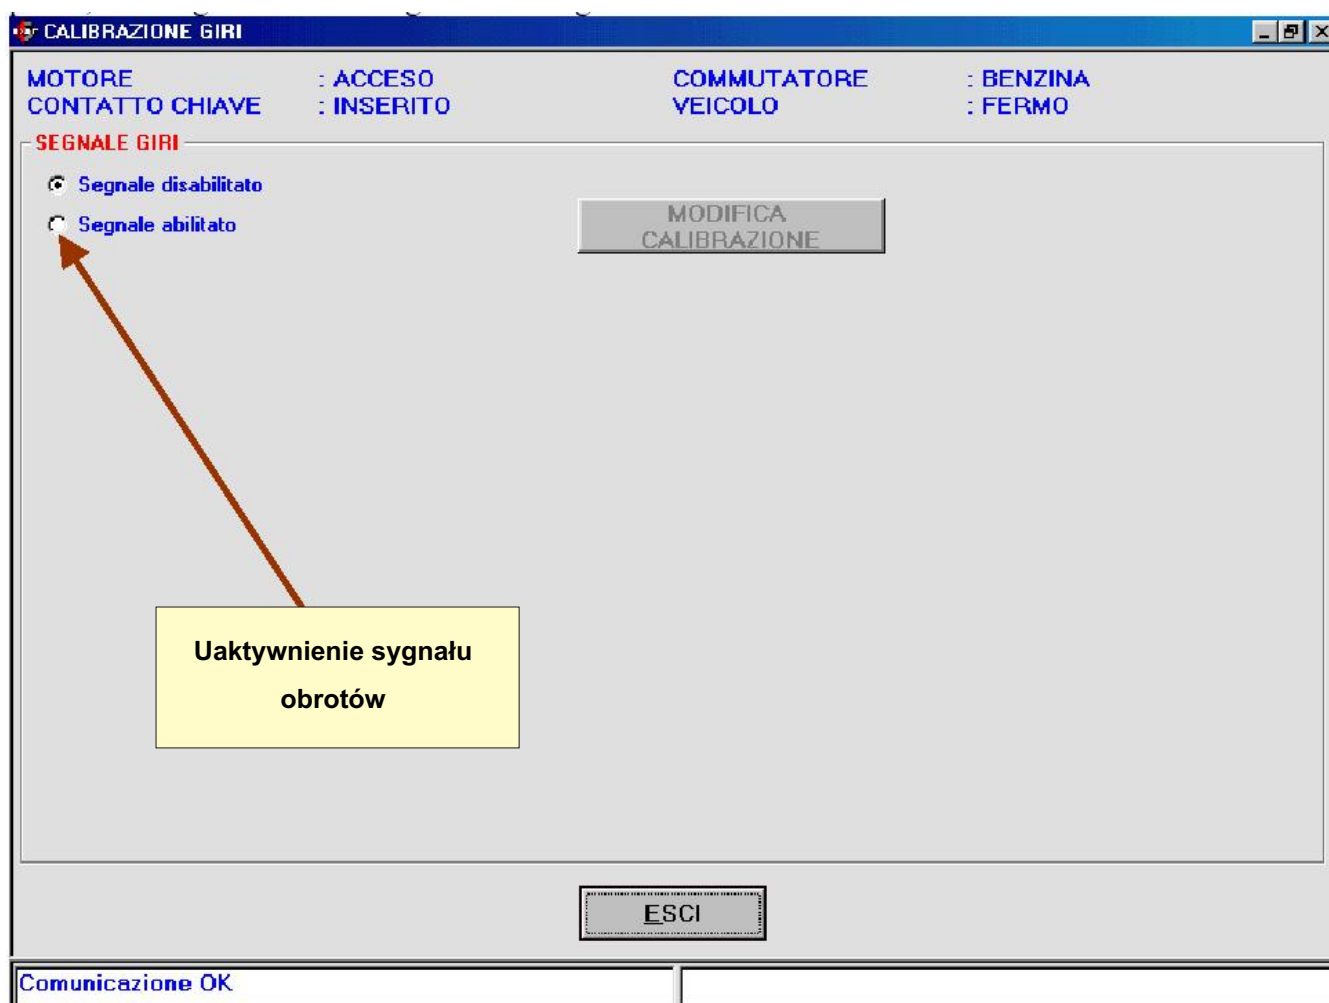 CALIBRAZIONE GIRI
MOTORE : ACCESO COMMUTATORE : BENZINA
CONTATTO CHIAVE : INSERITO VEICOLO : FERMO
SEGNALE GIRI
Segnale disabilitato
Segnale abilitato
MODIFICA
CALIBRAZIONE
Uaktywnienie sygnału
obrotów
ESCI
Comunicazione OK